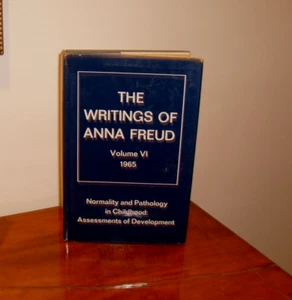 THE
WRITINGS OF
ANNA FREUD
Volume VI
1965
Normality and Pathology
in Childhood:
Assessments of Development